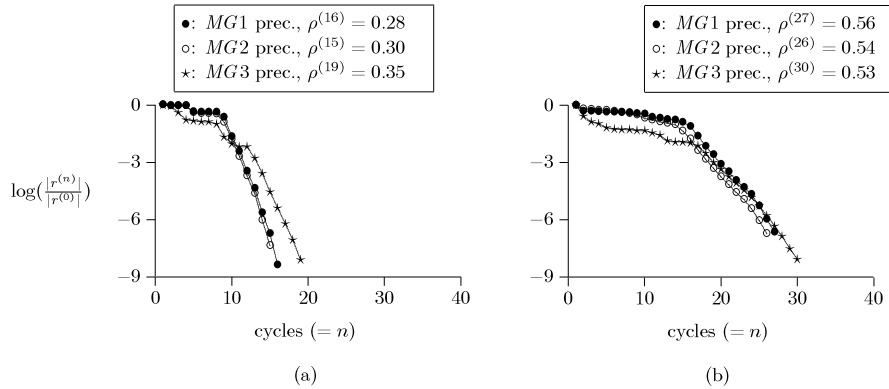 ●: MG1 prec., ρ^(16) = 0.28
○: MG2 prec., ρ^(15) = 0.30
★: MG3 prec., ρ^(19) = 0.35
●: MG1 prec., ρ^(27) = 0.56
○: MG2 prec., ρ^(26) = 0.54
★: MG3 prec., ρ^(30) = 0.53
log(|r^(n)|/|r^(0)|)
0
−3
−6
−9
0 10 20 30 40
cycles (= n)
(a)
0
−3
−6
−9
0 10 20 30 40
cycles (= n)
(b)